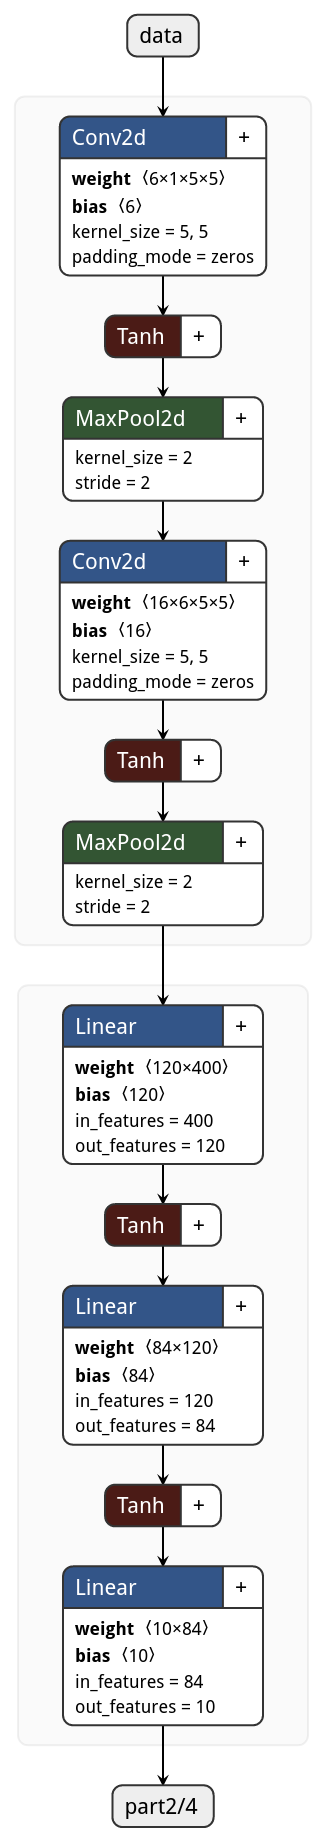 data
Conv2d +
weight 〈6×1×5×5〉
bias 〈6〉
kernel_size = 5, 5
padding_mode = zeros
Tanh +
MaxPool2d +
kernel_size = 2
stride = 2
Conv2d +
weight 〈16×6×5×5〉
bias 〈16〉
kernel_size = 5, 5
padding_mode = zeros
Tanh +
MaxPool2d +
kernel_size = 2
stride = 2
Linear +
weight 〈120×400〉
bias 〈120〉
in_features = 400
out_features = 120
Tanh +
Linear +
weight 〈84×120〉
bias 〈84〉
in_features = 120
out_features = 84
Tanh +
Linear +
weight 〈10×84〉
bias 〈10〉
in_features = 84
out_features = 10
part2/4